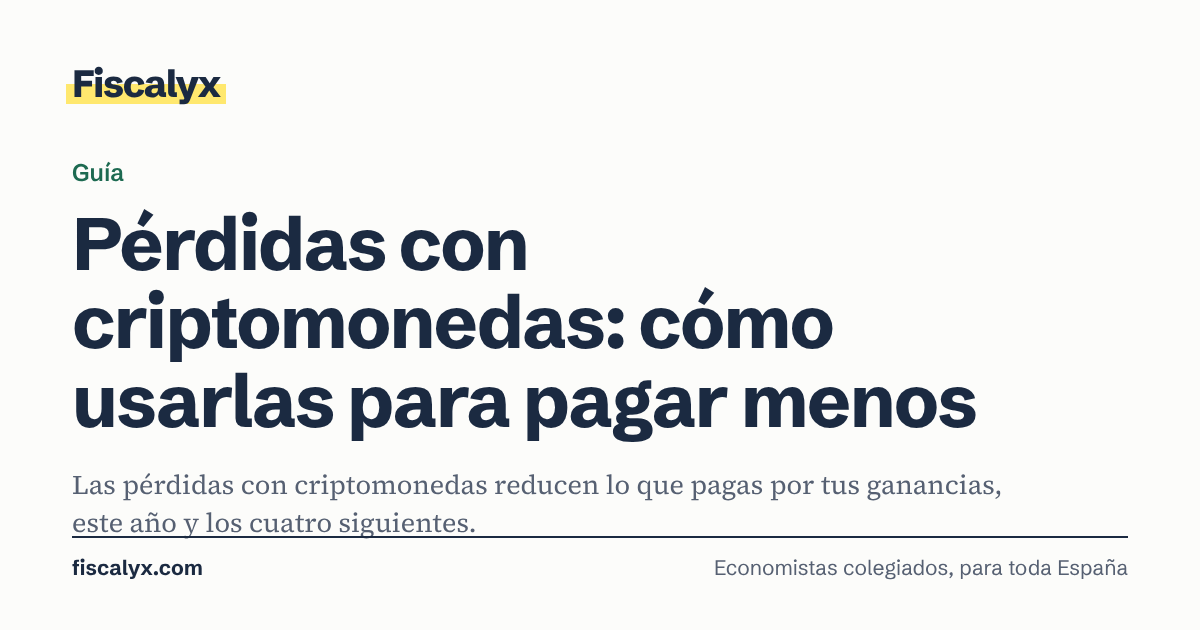 Fiscalyx
Guía
Pérdidas con
criptomonedas: cómo
usarlas para pagar menos
Las pérdidas con criptomonedas reducen lo que pagas por tus ganancias,
este año y los cuatro siguientes.
fiscalyx.com
Economistas colegiados, para toda España